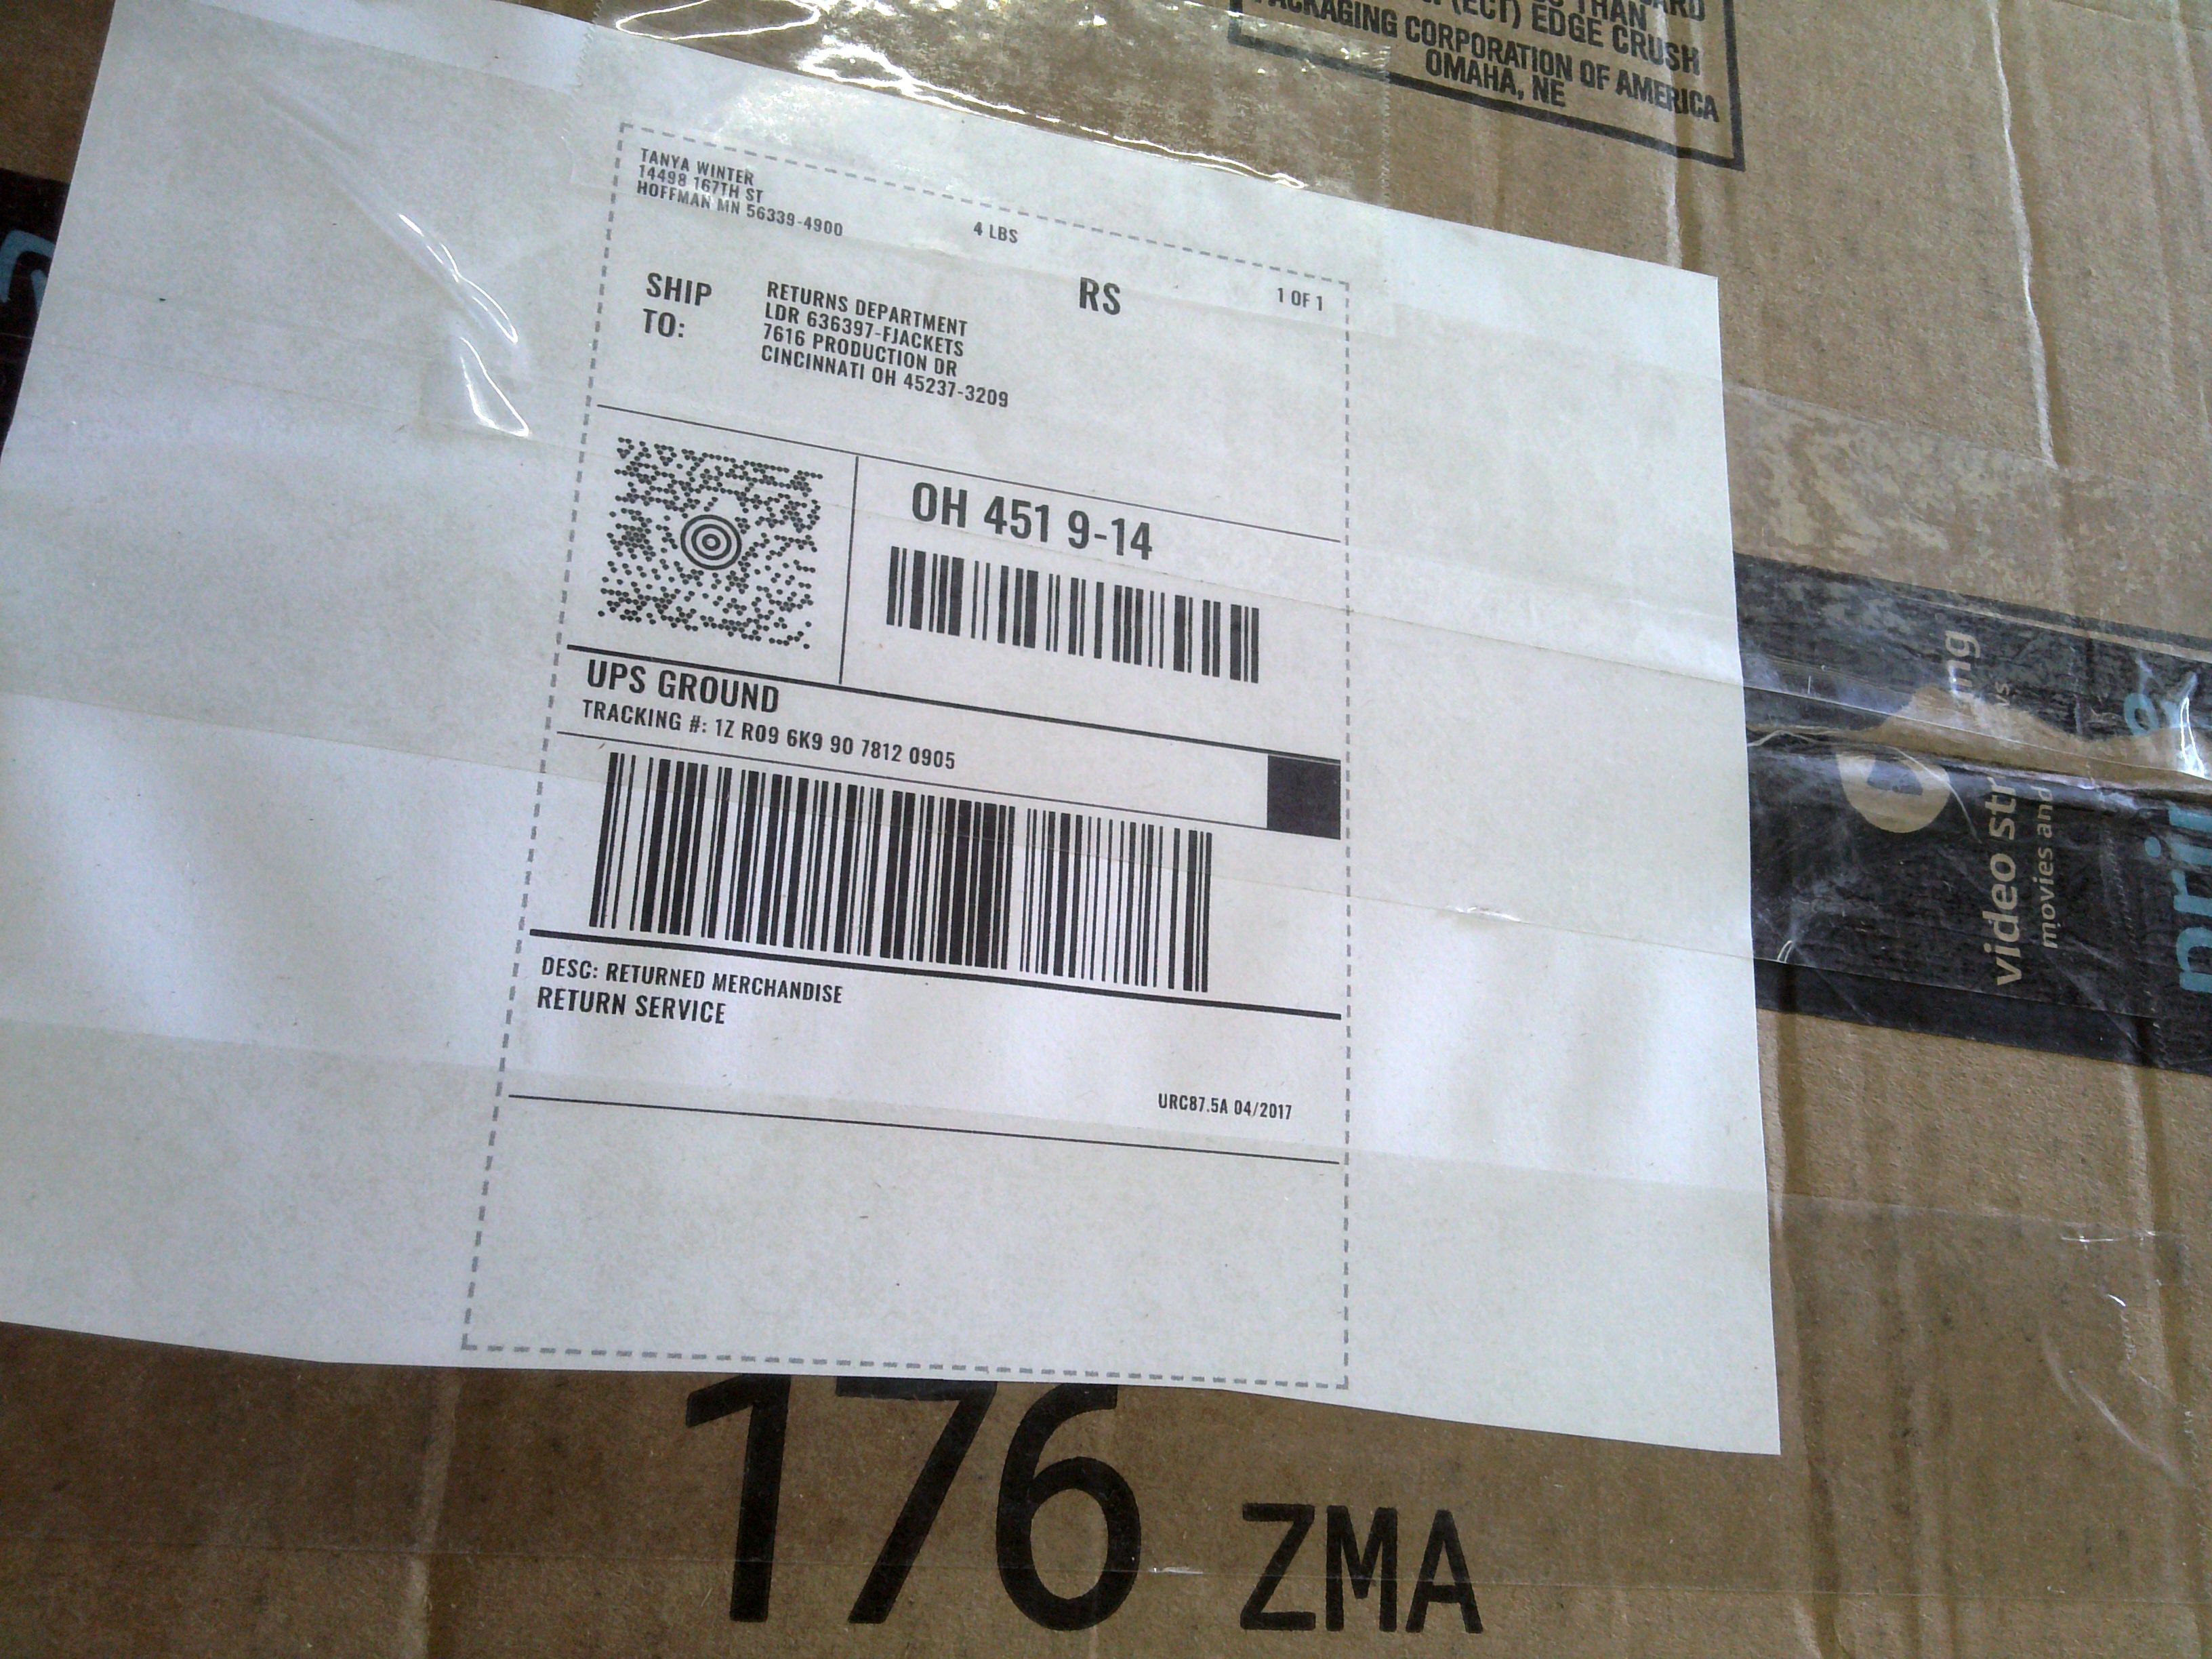 THAN
(ECT) EDGE CRUSH
PACKAGING CORPORATION OF AMERICA
OMAHA, NE
TANYA WINTER
14498 167TH ST
HOFFMAN MN 56339-4900
4 LBS
1 OF 1
SHIP
TO:
RETURNS DEPARTMENT
LDR 636397-FJACKETS
7616 PRODUCTION DR
CINCINNATI OH 45237-3209
RS
OH 451 9-14
UPS GROUND
TRACKING #: 1Z R09 6K9 90 7812 0905
DESC: RETURNED MERCHANDISE
RETURN SERVICE
URC87.5A 04/2017
video str
movies and
176 ZMA